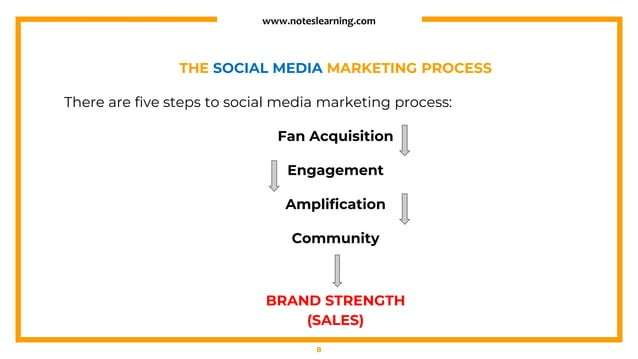 www.noteslearning.com
THE SOCIAL MEDIA MARKETING PROCESS
There are five steps to social media marketing process:
Fan Acquisition
Engagement
Amplification
Community
BRAND STRENGTH
(SALES)
8